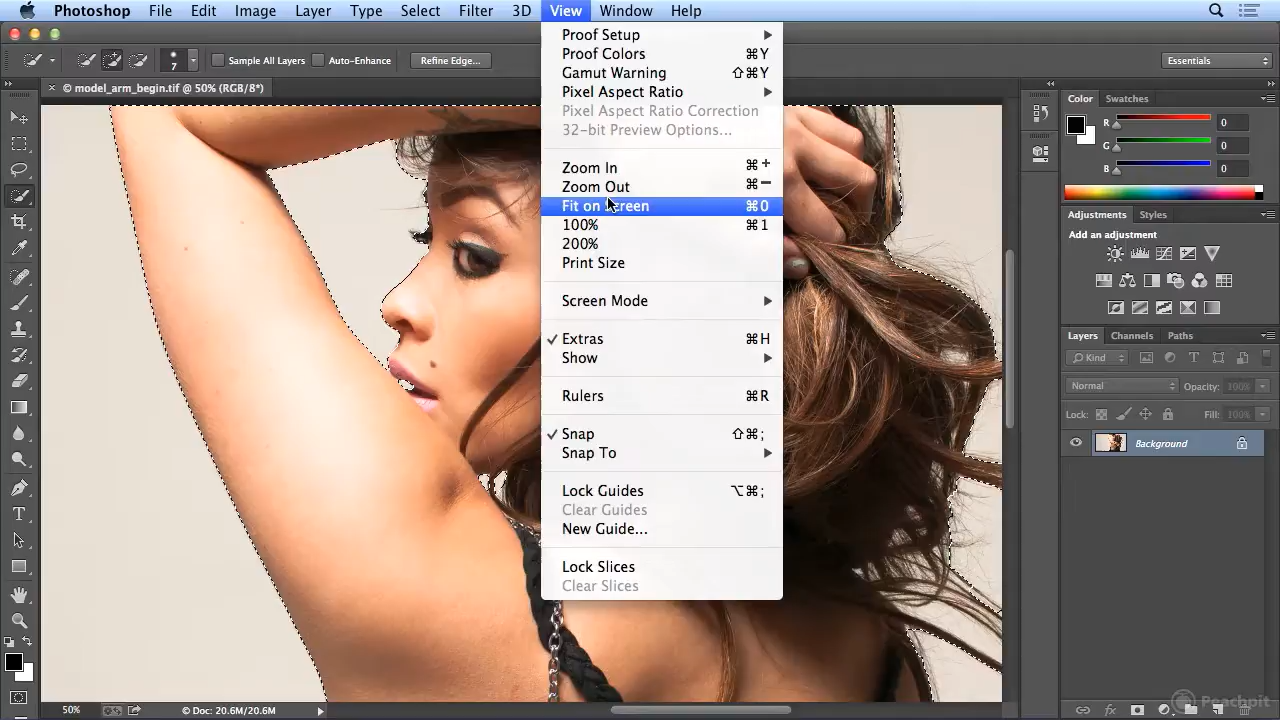 Photoshop File Edit Image Layer Type Select Filter 3D View Window Help
7 Sample All Layers Auto-Enhance Refine Edge... Essentials
× © model_arm_begin.tif @ 50% (RGB/8*)
Proof Setup
Proof Colors ⌘Y
Gamut Warning ⇧⌘Y
Pixel Aspect Ratio
Pixel Aspect Ratio Correction
32-bit Preview Options...
Zoom In ⌘+
Zoom Out ⌘−
Fit on Screen ⌘0
100% ⌘1
200%
Print Size
Screen Mode
✓ Extras ⌘H
Show
Rulers ⌘R
✓ Snap ⇧⌘;
Snap To
Lock Guides ⌥⌘;
Clear Guides
New Guide...
Lock Slices
Clear Slices
Color Swatches
R 0
G 0
B 0
Adjustments Styles
Add an adjustment
Layers Channels Paths
Kind
Normal Opacity: 100%
Lock: Fill: 100%
Background
50% © Doc: 20.6M/20.6M
Peachpit